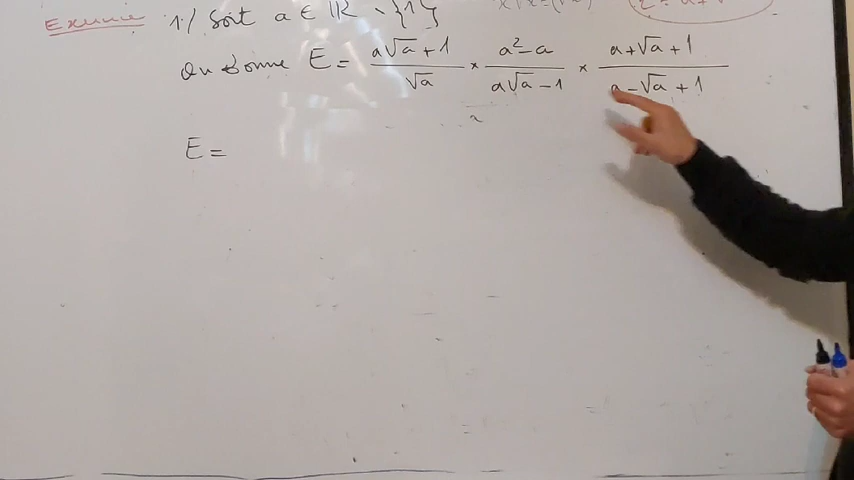 Exercice 1/ Soit a ∈ ℝ \ {1}
On donne E = (a√a + 1)/√a × (a² - a)/(a√a - 1) × (a + √a + 1)/(a - √a + 1)
E =